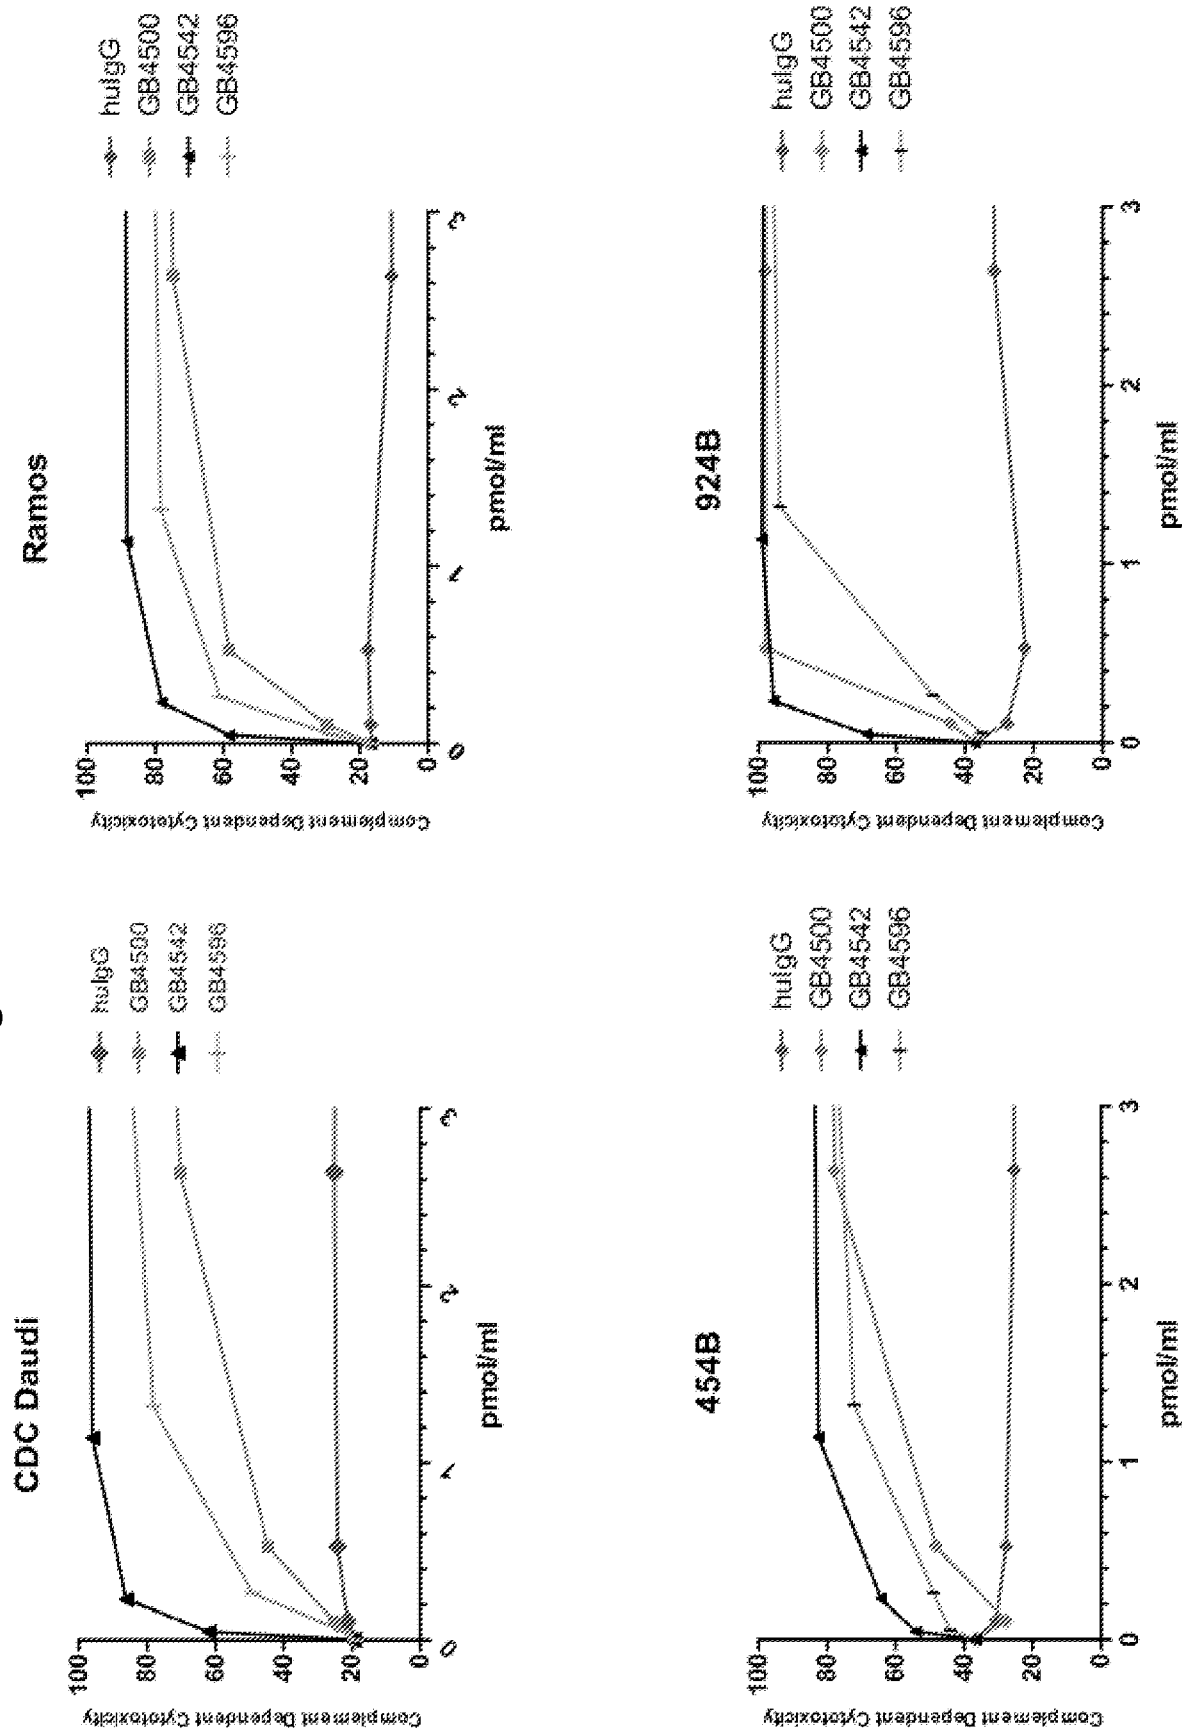 CDC Daudi
Complement Dependent Cytotoxicity
100
80
60
40
20
0
0 1 2 3
pmol/ml
huIgG
GB4500
GB4542
GB4596
Ramos
Complement Dependent Cytotoxicity
100
80
60
40
20
0
0 1 2 3
pmol/ml
huIgG
GB4500
GB4542
GB4596
454B
Complement Dependent Cytotoxicity
100
80
60
40
20
0
0 1 2 3
pmol/ml
huIgG
GB4500
GB4542
GB4596
924B
Complement Dependent Cytotoxicity
100
80
60
40
20
0
0 1 2 3
pmol/ml
huIgG
GB4500
GB4542
GB4596